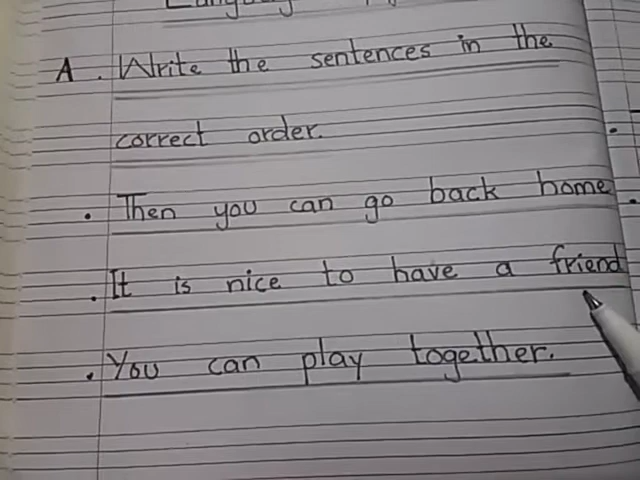 A. Write the sentences in the
correct order.
. Then you can go back home
. It is nice to have a friend
. You can play together.